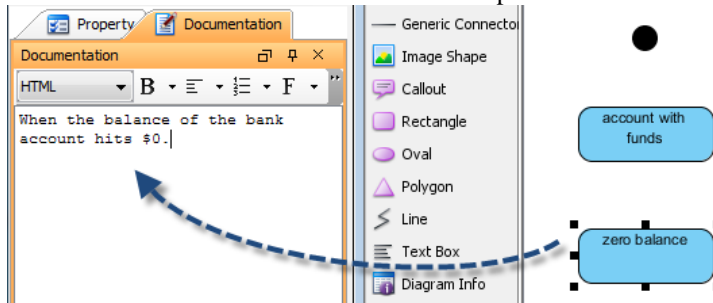 Property
Documentation
Documentation
HTML
B
F
When the balance of the bank
account hits $0.
Generic Connector
Image Shape
Callout
Rectangle
Oval
Polygon
Line
Text Box
Diagram Info
account with
funds
zero balance